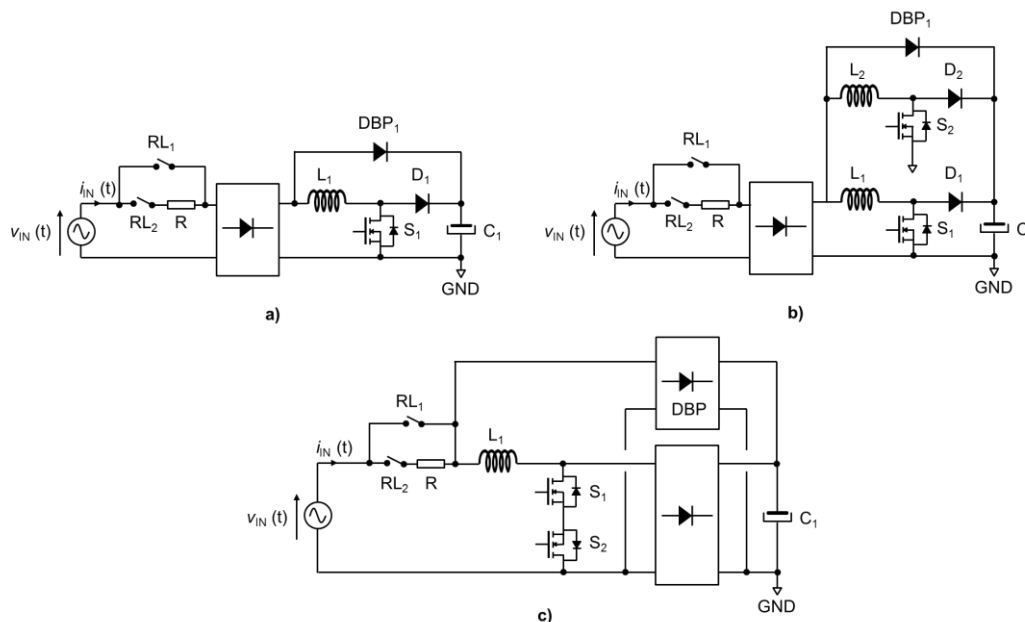 RL₁
iIN (t)
RL₂
R
vIN (t)
DBP₁
L₁
D₁
S₁
C₁
GND
a)
DBP₁
L₂
D₂
S₂
RL₁
iIN (t)
RL₂
R
vIN (t)
L₁
D₁
S₁
C
GND
b)
DBP
RL₁
iIN (t)
L₁
RL₂
R
S₁
vIN (t)
S₂
C₁
GND
c)